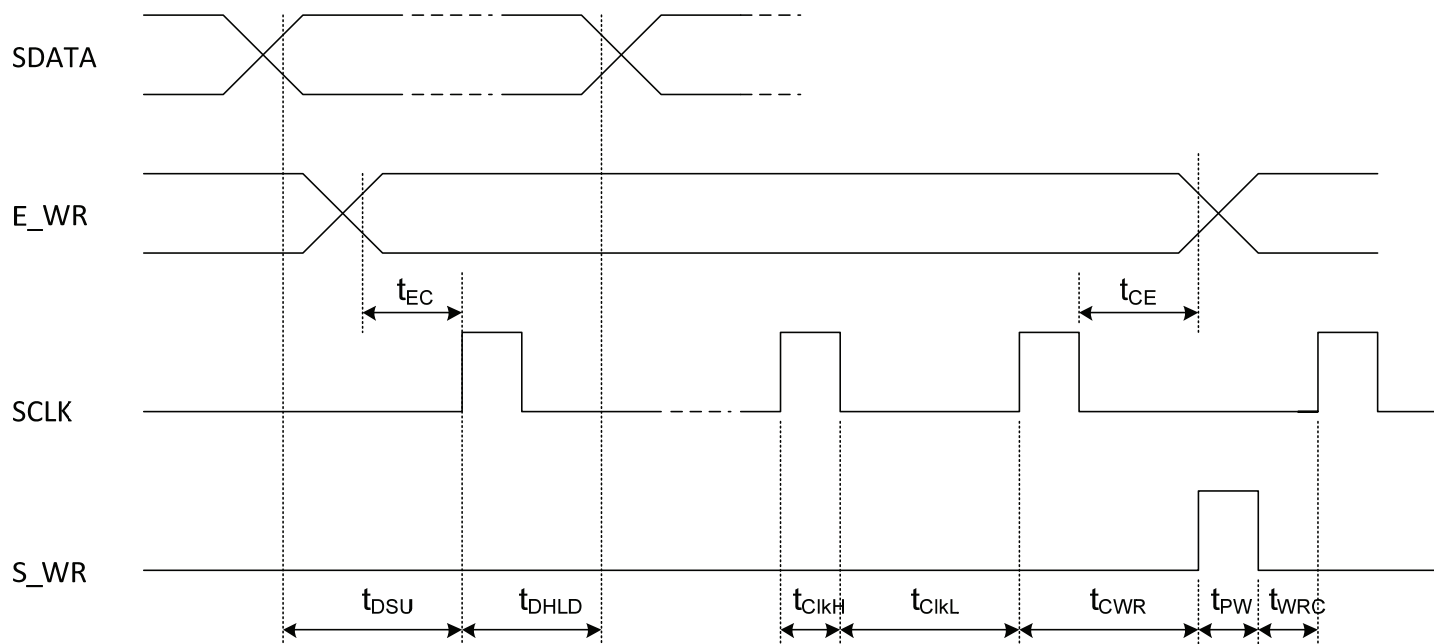 SDATA
E_WR
tEC
tCE
SCLK
S_WR
tDSU tDHLD tClkH tClkL tCWR tPW tWRC